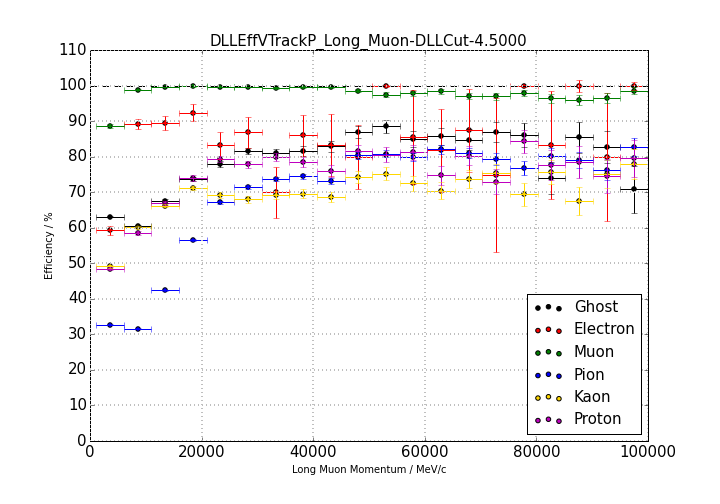 DLLEffVTrackP_Long_Muon-DLLCut-4.5000
110
100
90
80
70
60
50
40
30
20
10
0
Efficiency / %
0 20000 40000 60000 80000 100000
Long Muon Momentum / MeV/c
Ghost
Electron
Muon
Pion
Kaon
Proton